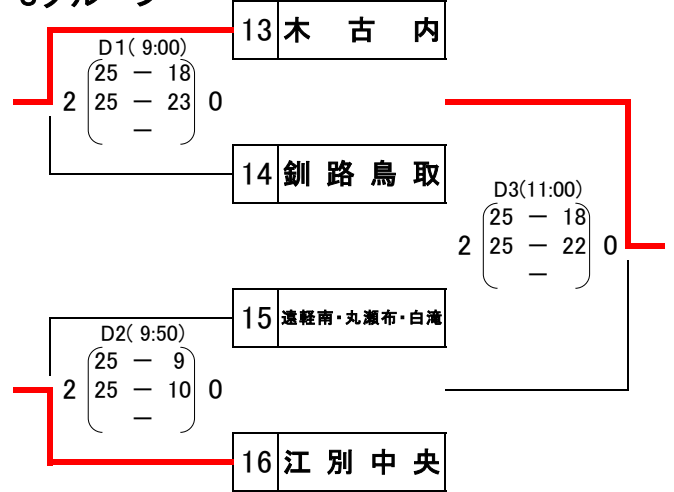 13 木古内
D1( 9:00)
25 － 18
2 25 － 23 0
－
14 釧路鳥取
D3(11:00)
25 － 18
2 25 － 22 0
－
15 遠軽南・丸瀬布・白滝
D2( 9:50)
25 － 9
2 25 － 10 0
－
16 江別中央